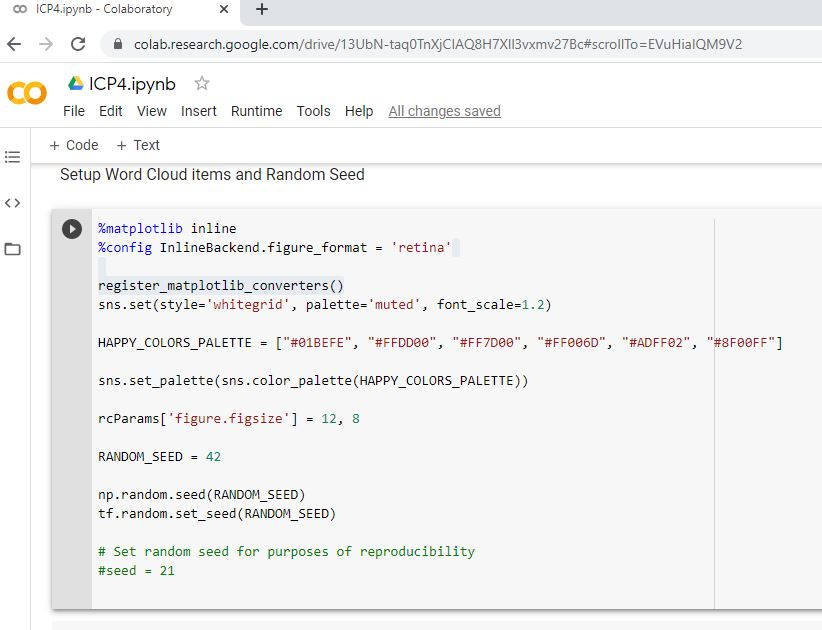 ICP4.ipynb - Colaboratory
colab.research.google.com/drive/13UbN-taq0TnXjCIAQ8H7XIl3vxmv27Bc#scrollTo=EVuHiaIQM9V2
ICP4.ipynb
File Edit View Insert Runtime Tools Help All changes saved
+ Code + Text
Setup Word Cloud items and Random Seed
%matplotlib inline
%config InlineBackend.figure_format = 'retina'
register_matplotlib_converters()
sns.set(style='whitegrid', palette='muted', font_scale=1.2)
HAPPY_COLORS_PALETTE = ["#01BEFE", "#FFDD00", "#FF7D00", "#FF006D", "#ADFF02", "#8F00FF"]
sns.set_palette(sns.color_palette(HAPPY_COLORS_PALETTE))
rcParams['figure.figsize'] = 12, 8
RANDOM_SEED = 42
np.random.seed(RANDOM_SEED)
tf.random.set_seed(RANDOM_SEED)
# Set random seed for purposes of reproducibility
#seed = 21